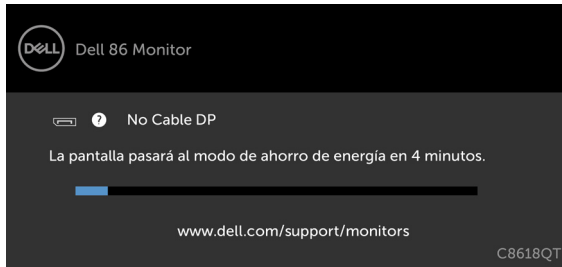 DELL Dell 86 Monitor
? No Cable DP
La pantalla pasará al modo de ahorro de energía en 4 minutos.
www.dell.com/support/monitors
C8618QT